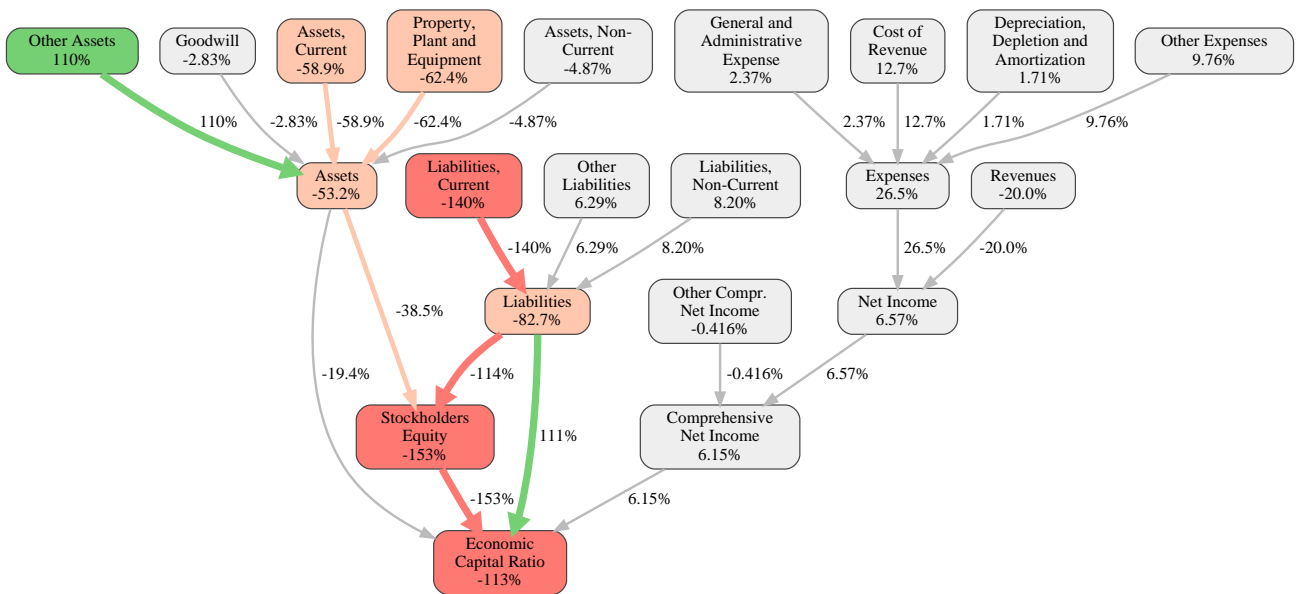 Other Assets
110%
Goodwill
-2.83%
Assets,
Current
-58.9%
Property,
Plant and
Equipment
-62.4%
Assets, Non-
Current
-4.87%
General and
Administrative
Expense
2.37%
Cost of
Revenue
12.7%
Depreciation,
Depletion and
Amortization
1.71%
Other Expenses
9.76%
110%
-2.83%
-58.9%
-62.4%
-4.87%
2.37%
12.7%
1.71%
9.76%
Assets
-53.2%
Liabilities,
Current
-140%
Other
Liabilities
6.29%
Liabilities,
Non-Current
8.20%
Expenses
26.5%
Revenues
-20.0%
-140%
6.29%
8.20%
26.5%
-20.0%
Liabilities
-82.7%
Other Compr.
Net Income
-0.416%
Net Income
6.57%
-38.5%
-19.4%
-114%
-0.416%
6.57%
Stockholders
Equity
-153%
111%
Comprehensive
Net Income
6.15%
-153%
6.15%
Economic
Capital Ratio
-113%